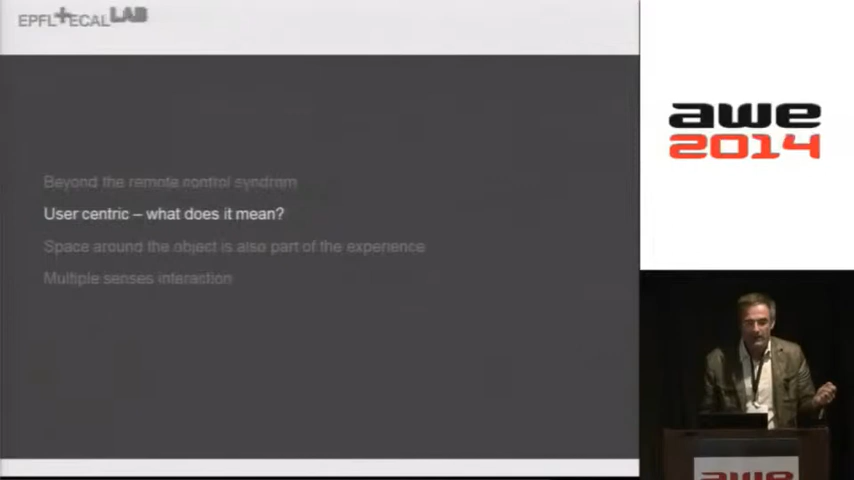 EPFL+ECAL LAB
awe
2014
Beyond the remote control syndrom
User centric – what does it mean?
Space around the object is also part of the experience
Multiple senses interaction
awe